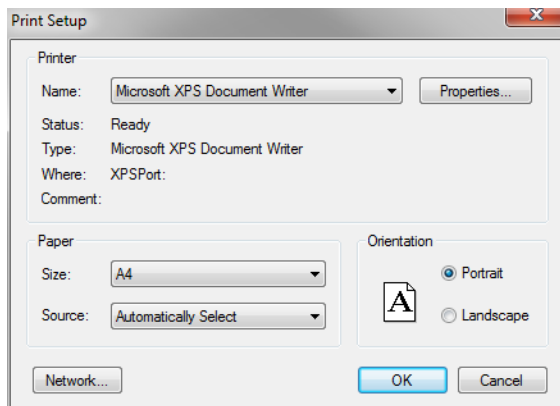 Print Setup
Printer
Name: Microsoft XPS Document Writer Properties...
Status: Ready
Type: Microsoft XPS Document Writer
Where: XPSPort:
Comment:
Paper
Size: A4
Source: Automatically Select
Orientation
A
Portrait
Landscape
Network... OK Cancel